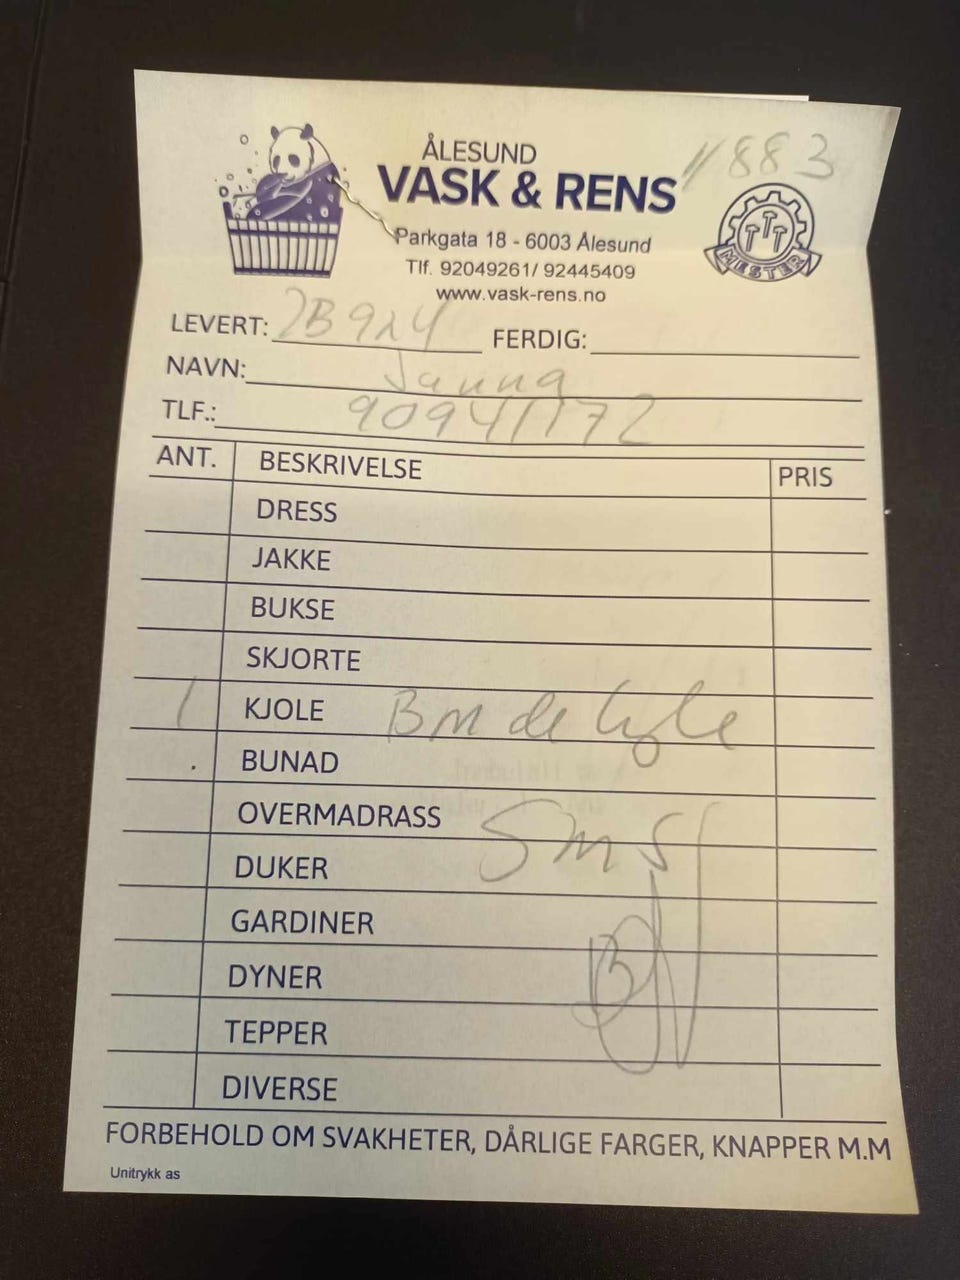 ÅLESUND
VASK & RENS
883
Parkgata 18 - 6003 Ålesund
Tlf. 92049261/ 92445409
www.vask-rens.no
MESTER
LEVERT: FERDIG:
NAVN: Janna
TLF.: 90941172
ANT. BESKRIVELSE PRIS
DRESS
JAKKE
BUKSE
SKJORTE
1 KJOLE Brudekjole
BUNAD
OVERMADRASS
SMS
DUKER
GARDINER
DYNER
TEPPER
DIVERSE
FORBEHOLD OM SVAKHETER, DÅRLIGE FARGER, KNAPPER M.M
Unitrykk as